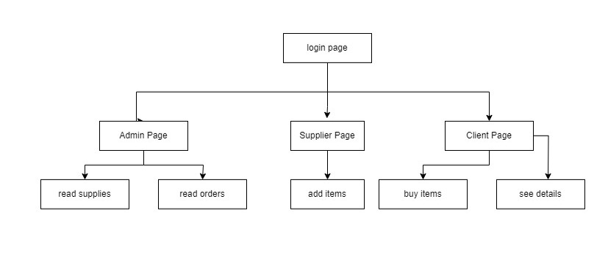 login page
Admin Page
Supplier Page
Client Page
read supplies
read orders
add items
buy items
see details